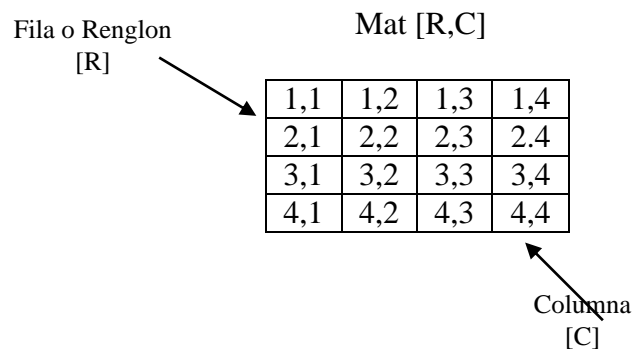 Fila o Renglon
[R]
Mat [R,C]
1,1 1,2 1,3 1,4
2,1 2,2 2,3 2.4
3,1 3,2 3,3 3,4
4,1 4,2 4,3 4,4
Columna
[C]